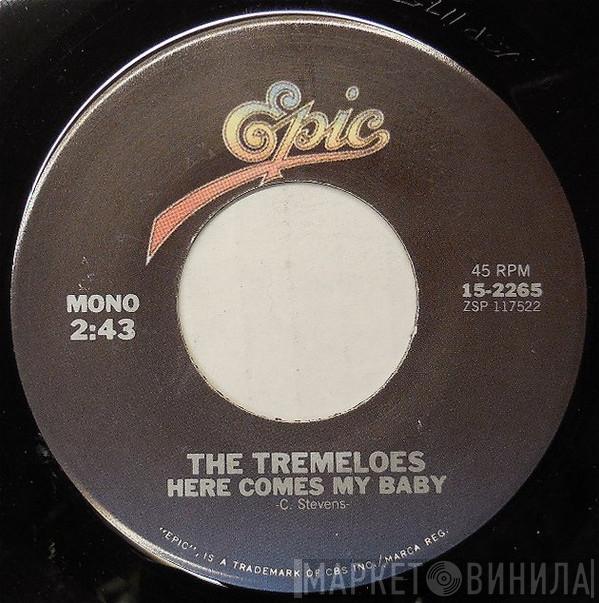 Epic
45 RPM
15-2265
ZSP 117522
MONO
2:43
THE TREMELOES
HERE COMES MY BABY
-C. Stevens-
"EPIC", IS A TRADEMARK OF CBS INC./MARCA REG.
МАРКЕТ ВИНИЛА